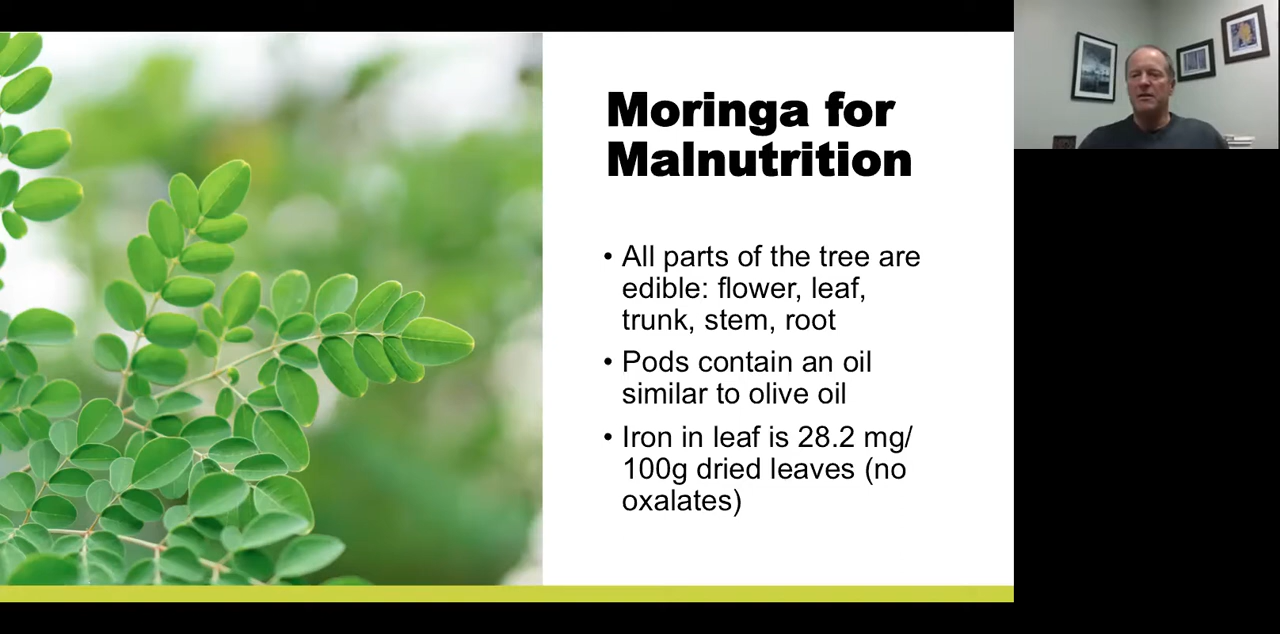 Moringa for
Malnutrition
• All parts of the tree are
edible: flower, leaf,
trunk, stem, root
• Pods contain an oil
similar to olive oil
• Iron in leaf is 28.2 mg/
100g dried leaves (no
oxalates)